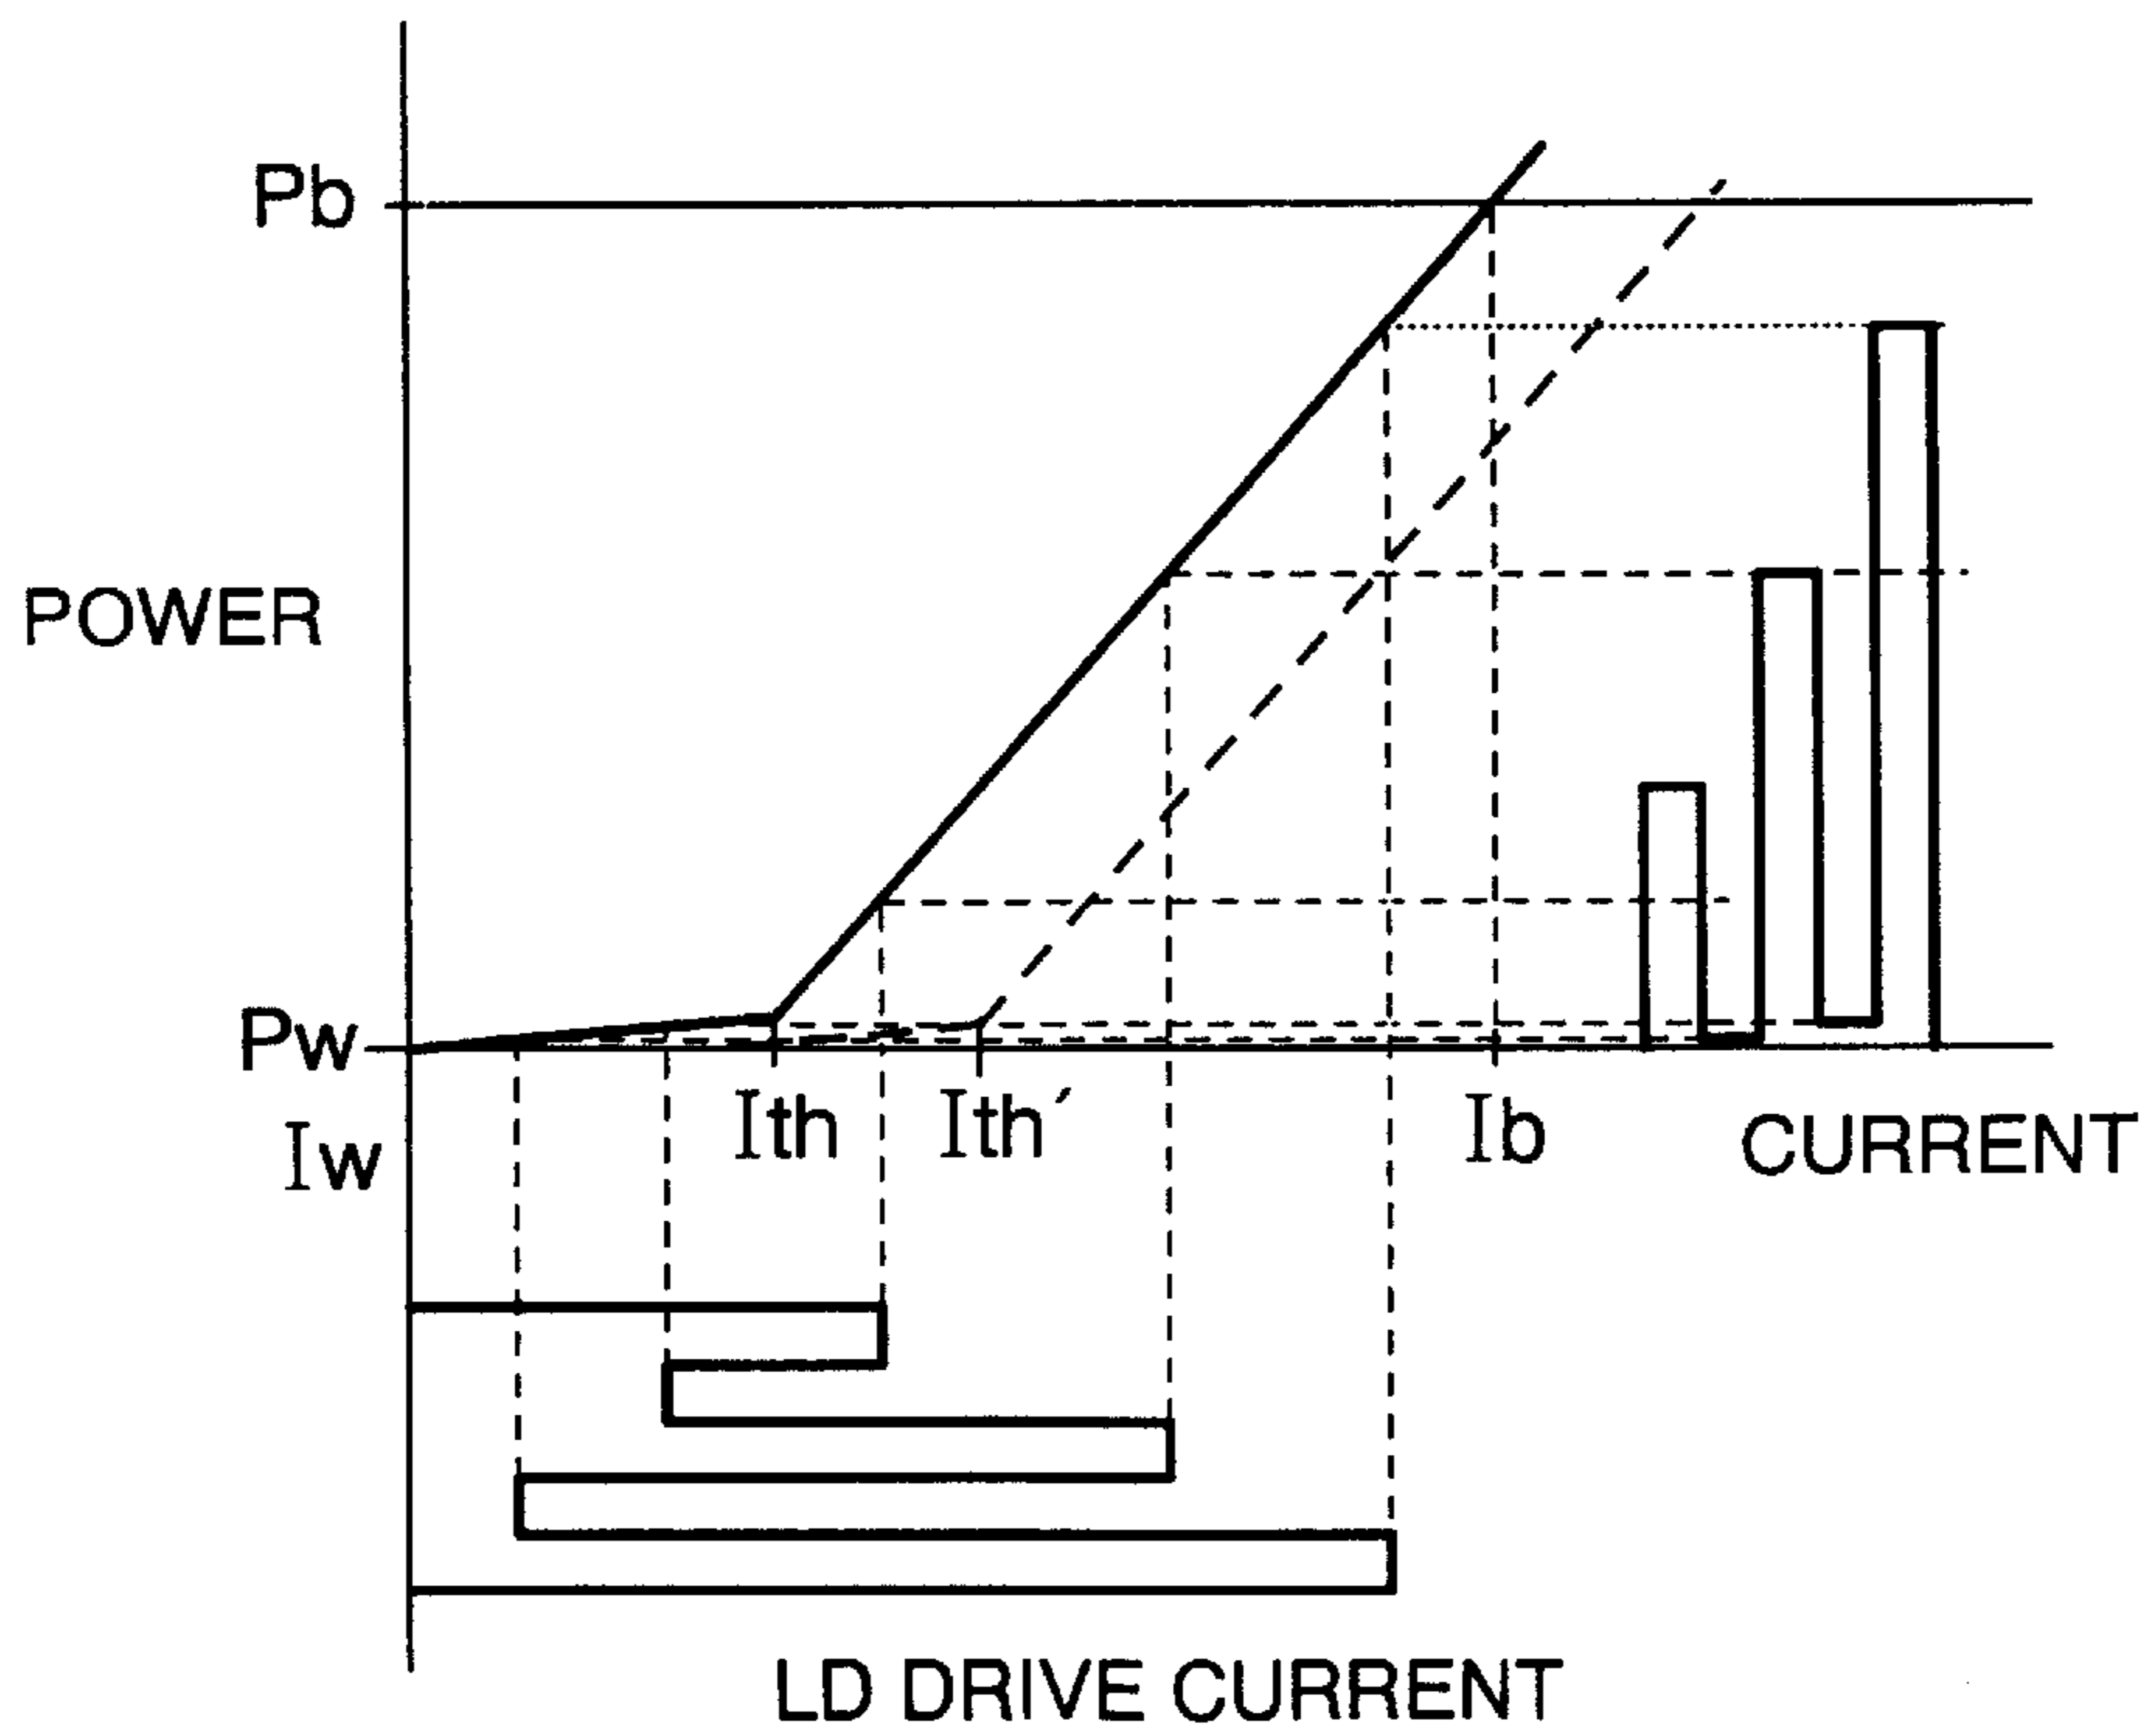 Pb
POWER
Pw
Iw
Ith
Ith´
Ib
CURRENT
LD DRIVE CURRENT